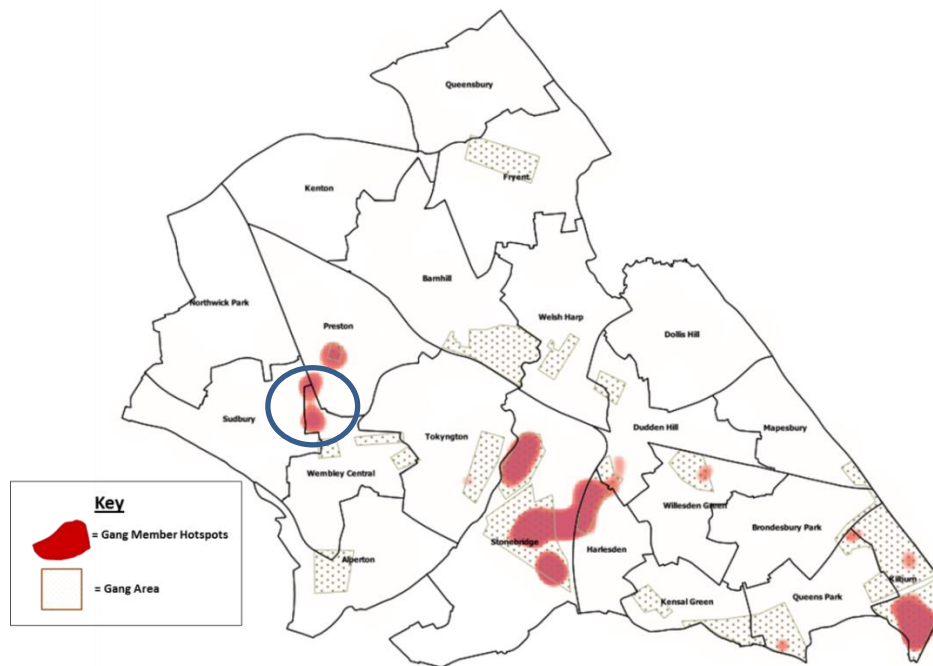 Queensbury
Fryent
Kenton
Barnhill
Northwick Park
Welsh Harp
Preston
Dollis Hill
Sudbury
Tokyngton
Dudden Hill
Mapesbury
Wembley Central
Willesden Green
Brondesbury Park
Stonebridge
Harlesden
Alperton
Kilburn
Kensal Green
Queens Park
Key
= Gang Member Hotspots
= Gang Area